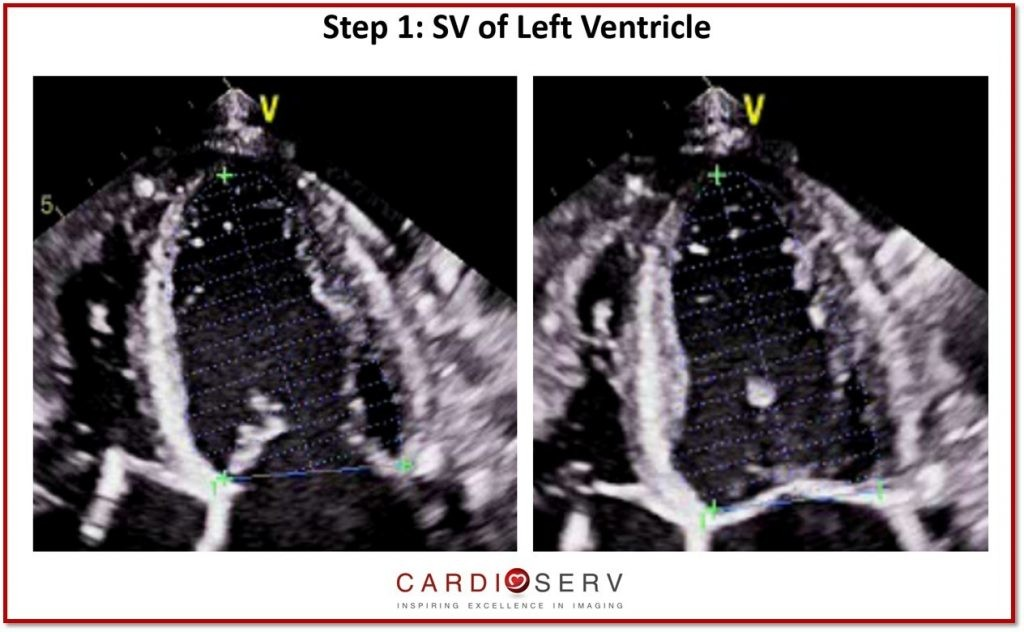 Step 1: SV of Left Ventricle
V
V
5
CARDIOSERV
INSPIRING EXCELLENCE IN IMAGING